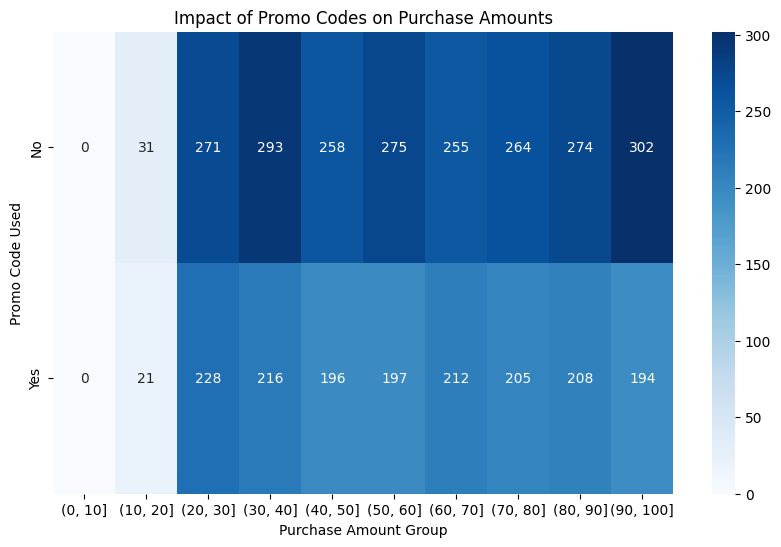 Impact of Promo Codes on Purchase Amounts
Promo Code Used
No
0 31 271 293 258 275 255 264 274 302
Yes
0 21 228 216 196 197 212 205 208 194
(0, 10] (10, 20] (20, 30] (30, 40] (40, 50] (50, 60] (60, 70] (70, 80] (80, 90] (90, 100]
Purchase Amount Group
300
250
200
150
100
50
0